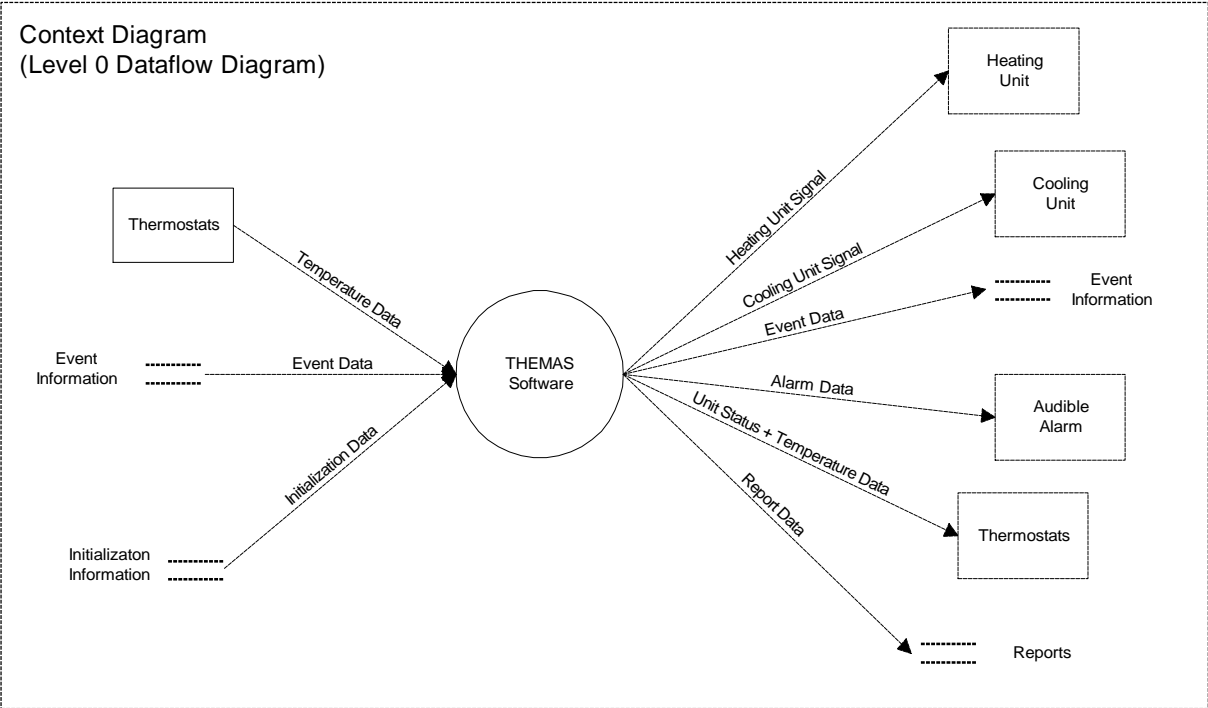 Context Diagram
(Level 0 Dataflow Diagram)
Heating
Unit
Cooling
Unit
Thermostats
Heating Unit Signal
Cooling Unit Signal
Temperature Data
Event
Information
Event Data
Event
Information
Event Data
THEMAS
Software
Alarm Data
Audible
Alarm
Unit Status + Temperature Data
Initialization Data
Report Data
Thermostats
Initializaton
Information
Reports